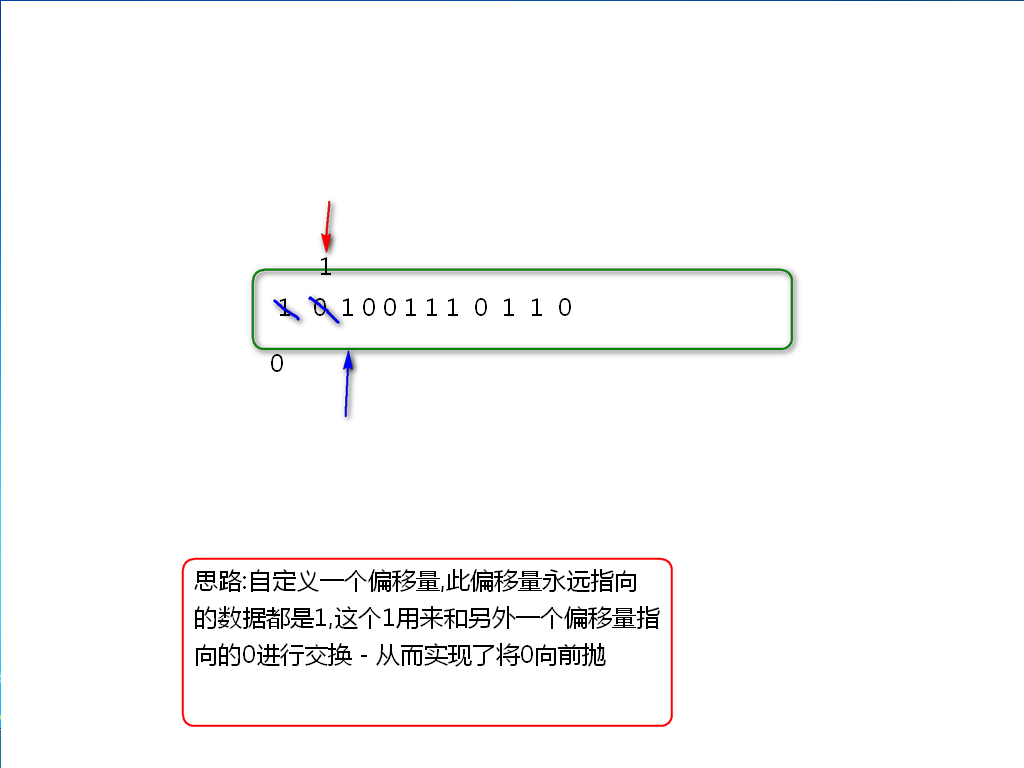 1
1 0 1 0 0 1 1 1 0 1 1 0
0
思路:自定义一个偏移量,此偏移量永远指向
的数据都是1,这个1用来和另外一个偏移量指
向的0进行交换 - 从而实现了将0向前抛